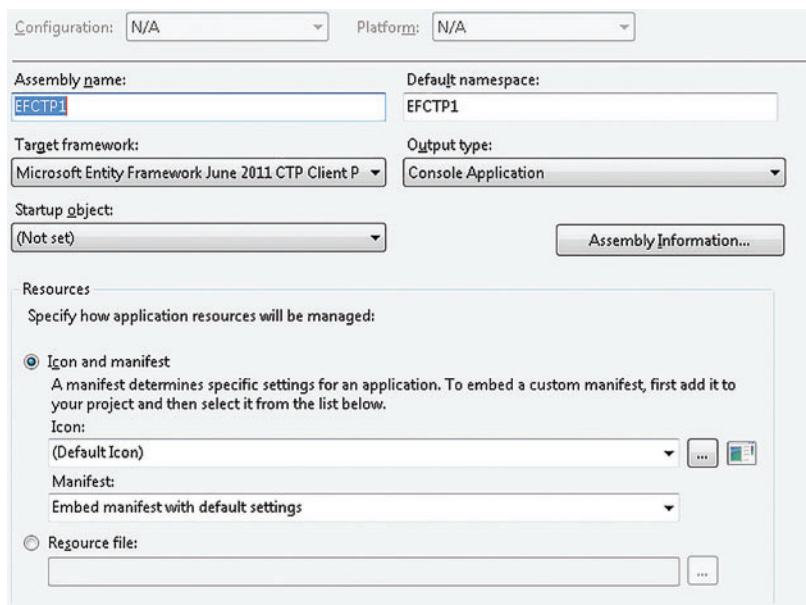 Configuration: N/A Platform: N/A
Assembly name: Default namespace:
EFCTP1 EFCTP1
Target framework: Output type:
Microsoft Entity Framework June 2011 CTP Client P Console Application
Startup object:
(Not set) Assembly Information...
Resources
Specify how application resources will be managed:
Icon and manifest
A manifest determines specific settings for an application. To embed a custom manifest, first add it to
your project and then select it from the list below.
Icon:
(Default Icon) ...
Manifest:
Embed manifest with default settings
Resource file:
...